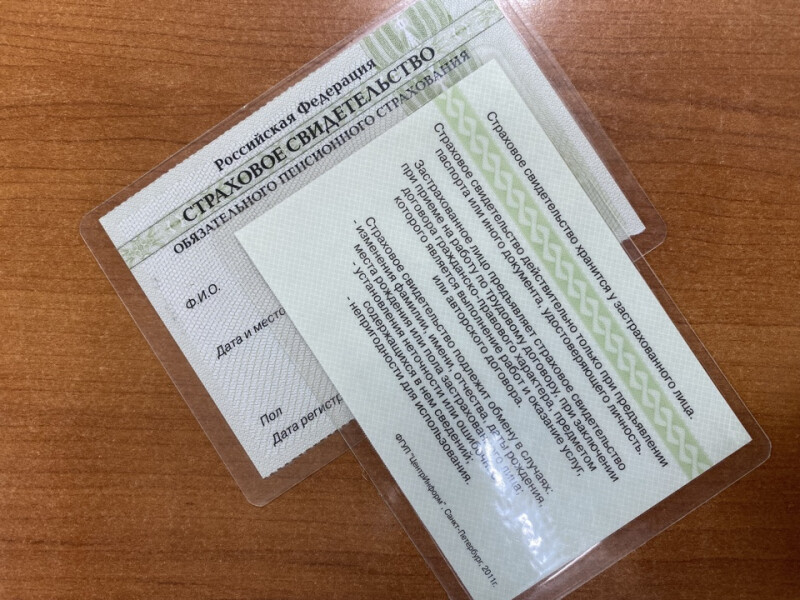 Российская Федерация
СТРАХОВОЕ СВИДЕТЕЛЬСТВО
ОБЯЗАТЕЛЬНОГО ПЕНСИОННОГО СТРАХОВАНИЯ
Ф.И.О.
Дата и место
Пол
Дата регистр
Страховое свидетельство хранится у застрахованного лица.
Страховое свидетельство действительно только при предъявлении
паспорта или иного документа, удостоверяющего личность.
Застрахованное лицо предъявляет страховое свидетельство
при приеме на работу по трудовому договору, при заключении
договора гражданско-правового характера, предметом
которого является выполнение работ и оказание услуг,
или авторского договора.
Страховое свидетельство подлежит обмену в случаях:
- изменения фамилии, имени, отчества, даты рождения,
места рождения или пола застрахованного лица;
- установления неточности или ошибочности
содержащихся в нем сведений;
- непригодности для использования.
ФГУП "ЦентрИнформ", Санкт-Петербург, 2011г.